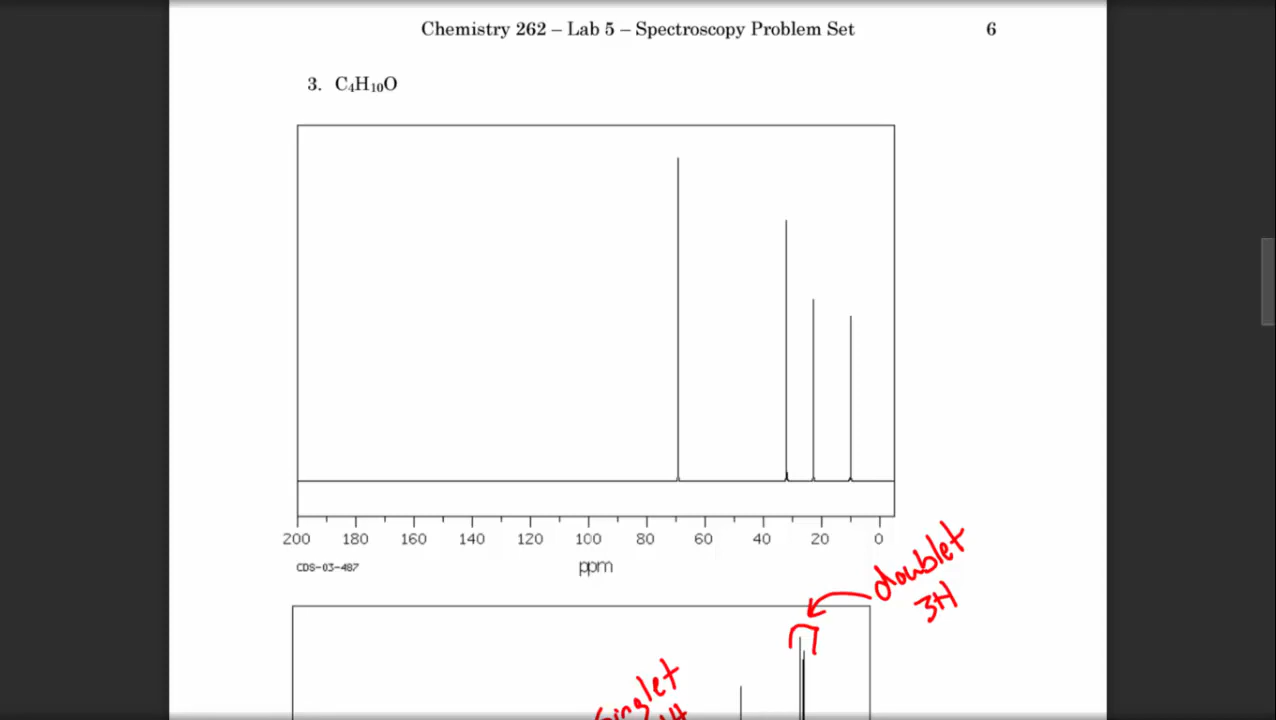 Chemistry 262 – Lab 5 – Spectroscopy Problem Set 6
3. C₄H₁₀O
200 180 160 140 120 100 80 60 40 20 0
CDS-03-487
ppm
doublet
3H
singlet